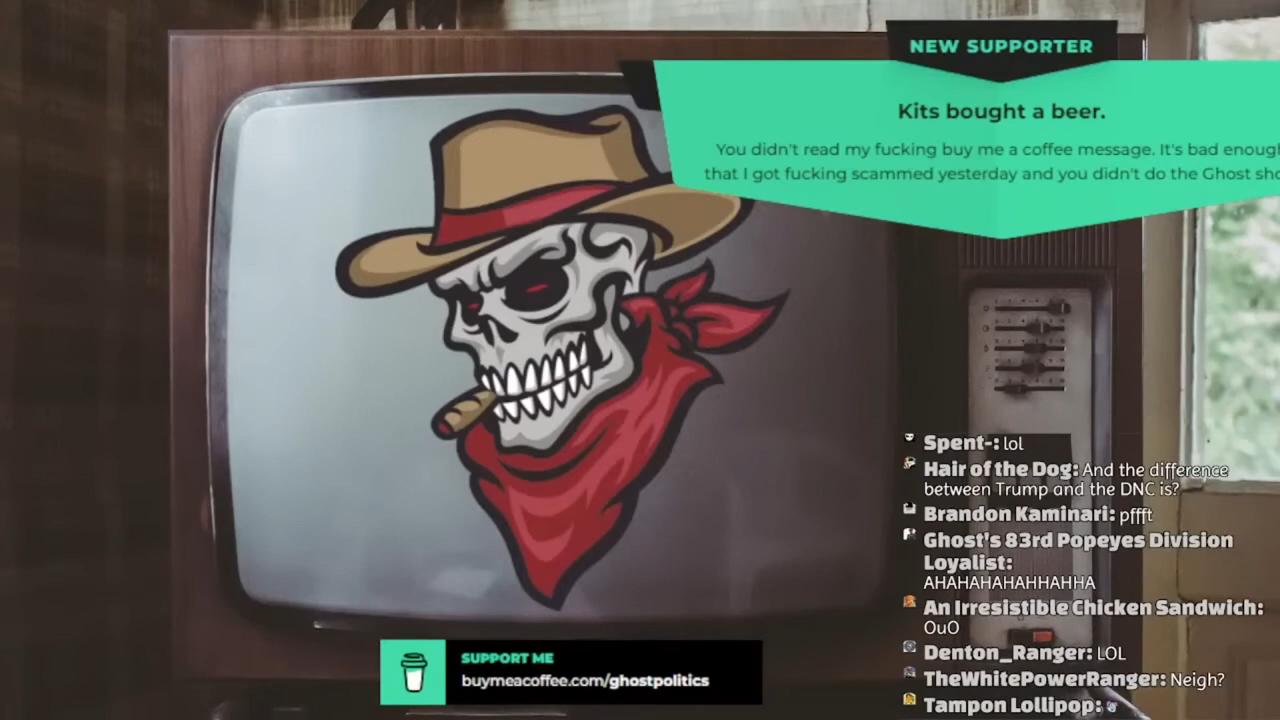 NEW SUPPORTER
Kits bought a beer.
You didn't read my fucking buy me a coffee message. It's bad enough
that I got fucking scammed yesterday and you didn't do the Ghost sho
Spent-: lol
Hair of the Dog: And the difference
between Trump and the DNC is?
Brandon Kaminari: pffft
Ghost's 83rd Popeyes Division
Loyalist:
AHAHAHAHAHHAHHA
An Irresistible Chicken Sandwich:
OuO
Denton_Ranger: LOL
TheWhitePowerRanger: Neigh?
Tampon Lollipop:
SUPPORT ME
buymeacoffee.com/ghostpolitics